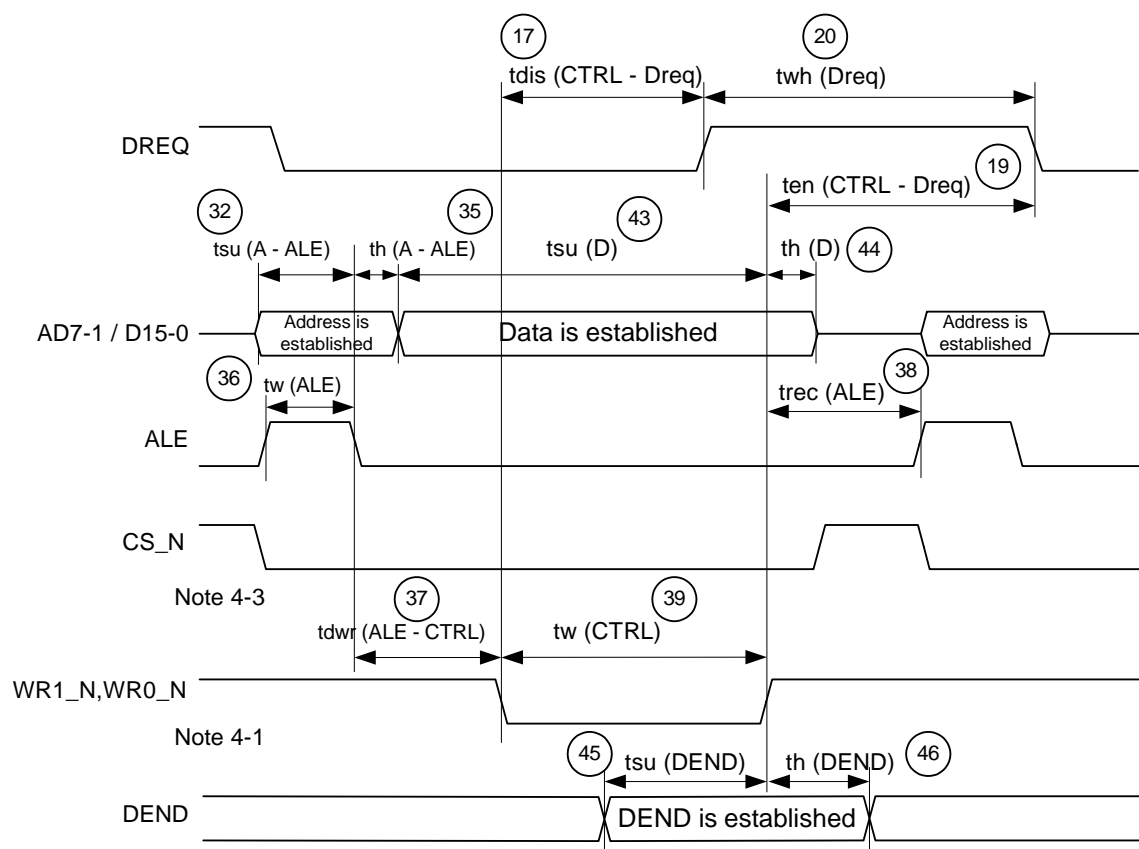 17
20
tdis (CTRL - Dreq)
twh (Dreq)
DREQ
19
ten (CTRL - Dreq)
32
35
43
tsu (A - ALE)
th (A - ALE)
tsu (D)
th (D)
44
AD7-1 / D15-0
Address is
established
Data is established
Address is
established
36
tw (ALE)
38
trec (ALE)
ALE
CS_N
Note 4-3
37
39
tdwr (ALE - CTRL)
tw (CTRL)
WR1_N,WR0_N
Note 4-1
45
tsu (DEND)
th (DEND)
46
DEND
DEND is established